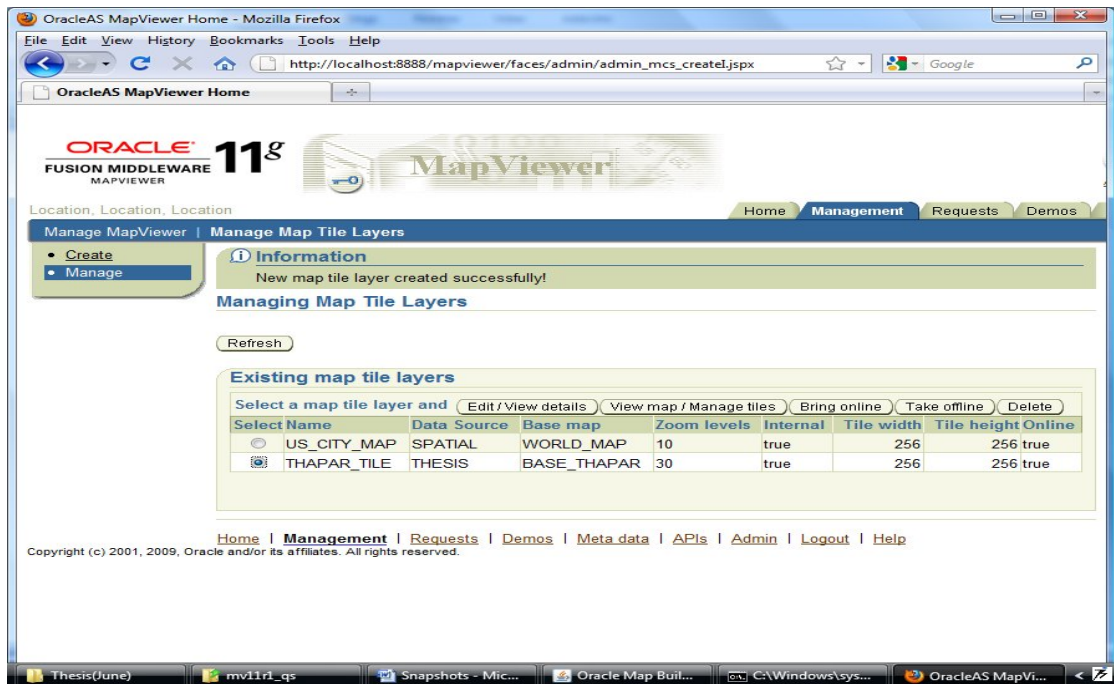 OracleAS MapViewer Home - Mozilla Firefox
File Edit View History Bookmarks Tools Help
http://localhost:8888/mapviewer/faces/admin/admin_mcs_createl.jspx
Google
OracleAS MapViewer Home
ORACLE
FUSION MIDDLEWARE 11g
MAPVIEWER
MapViewer
Location, Location, Location
Home Management Requests Demos
Manage MapViewer | Manage Map Tile Layers
Create
Manage
Information
New map tile layer created successfully!
Managing Map Tile Layers
Refresh
Existing map tile layers
Select a map tile layer and Edit / View details View map / Manage tiles Bring online Take offline Delete
Select Name Data Source Base map Zoom levels Internal Tile width Tile height Online
US_CITY_MAP SPATIAL WORLD_MAP 10 true 256 256 true
THAPAR_TILE THESIS BASE_THAPAR 30 true 256 256 true
Home | Management | Requests | Demos | Meta data | APIs | Admin | Logout | Help
Copyright (c) 2001, 2009, Oracle and/or its affiliates. All rights reserved.
Thesis(June) mv11r1_qs Snapshots - Mic... Oracle Map Buil... C:\Windows\sys... OracleAS MapVi...